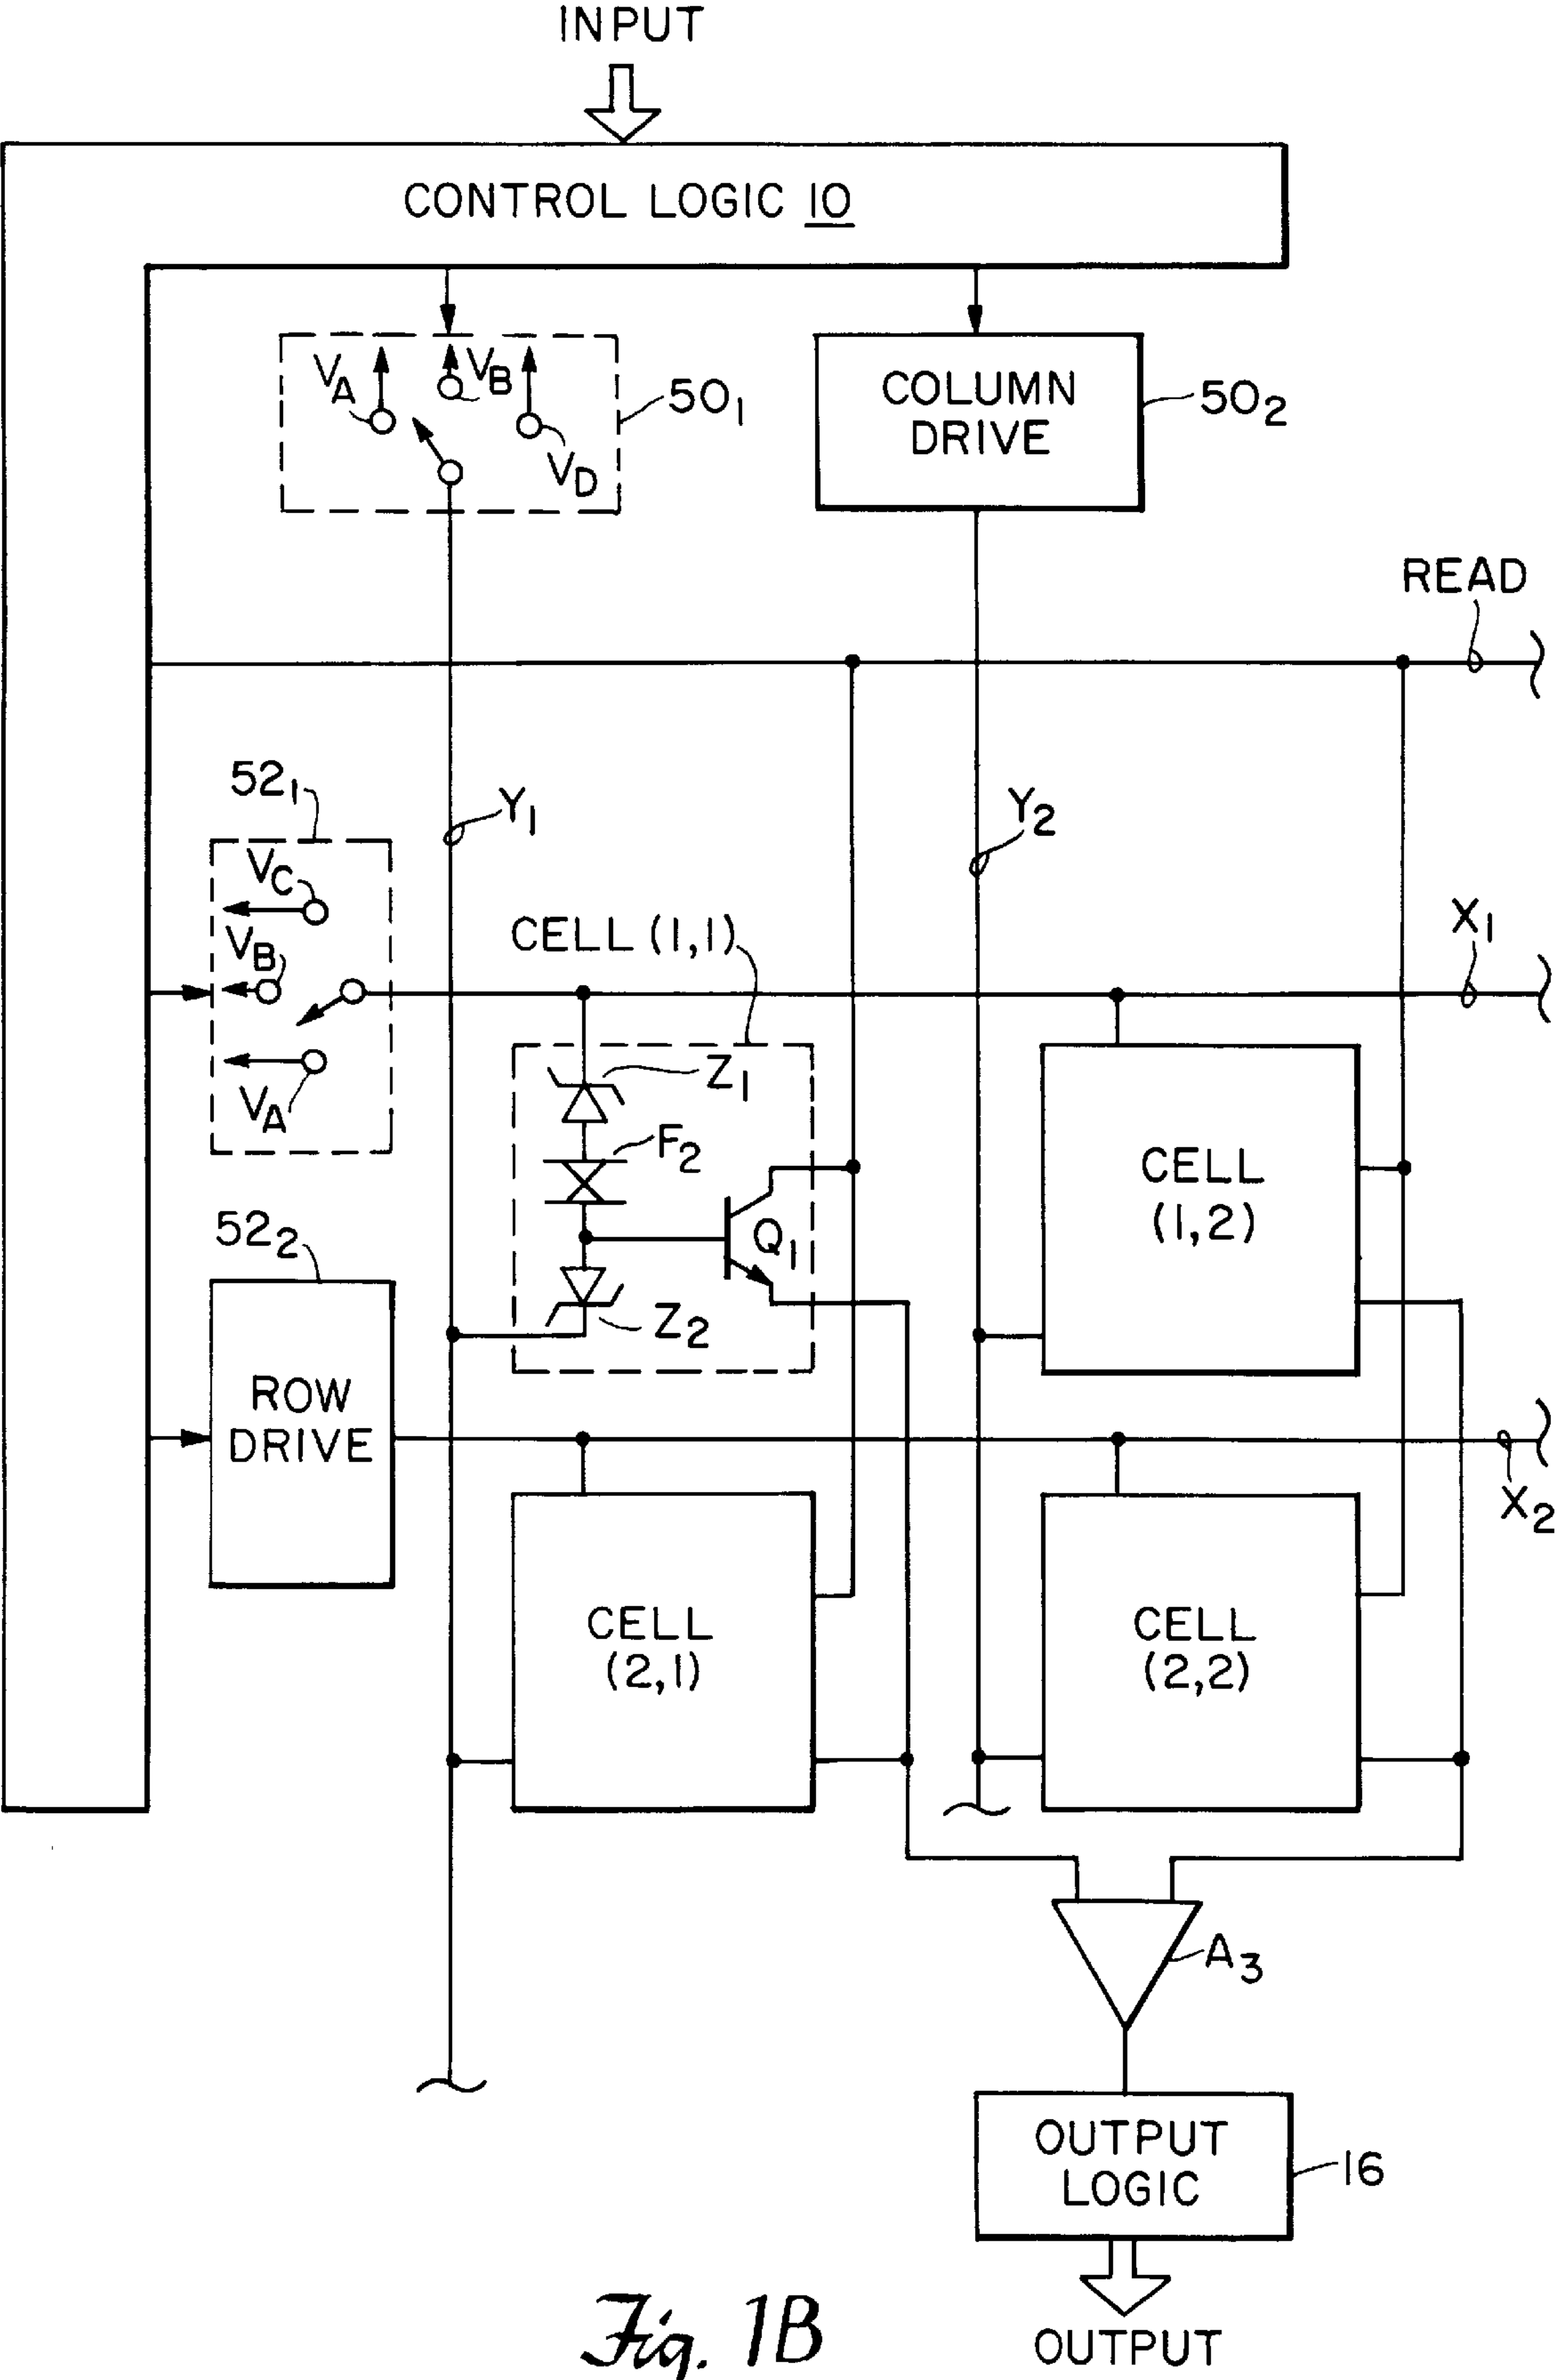 INPUT
CONTROL LOGIC 10
VA
VB
VD
50₁
COLUMN
DRIVE
50₂
READ
52₁
Y₁
Y₂
VC
VB
VA
CELL (1,1)
X₁
Z₁
F₂
Q₁
Z₂
CELL
(1,2)
52₂
ROW
DRIVE
X₂
CELL
(2,1)
CELL
(2,2)
A₃
OUTPUT
LOGIC
16
OUTPUT
Fig. 1B